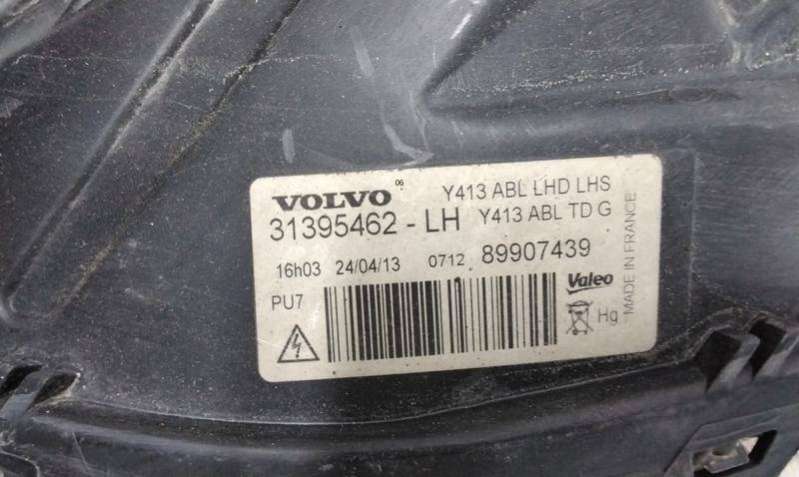 VOLVO 06 Y413 ABL LHD LHS
31395462 - LH Y413 ABL TD G
16h03 24/04/13 0712 89907439
PU7
Valeo
Hg
MADE IN FRANCE